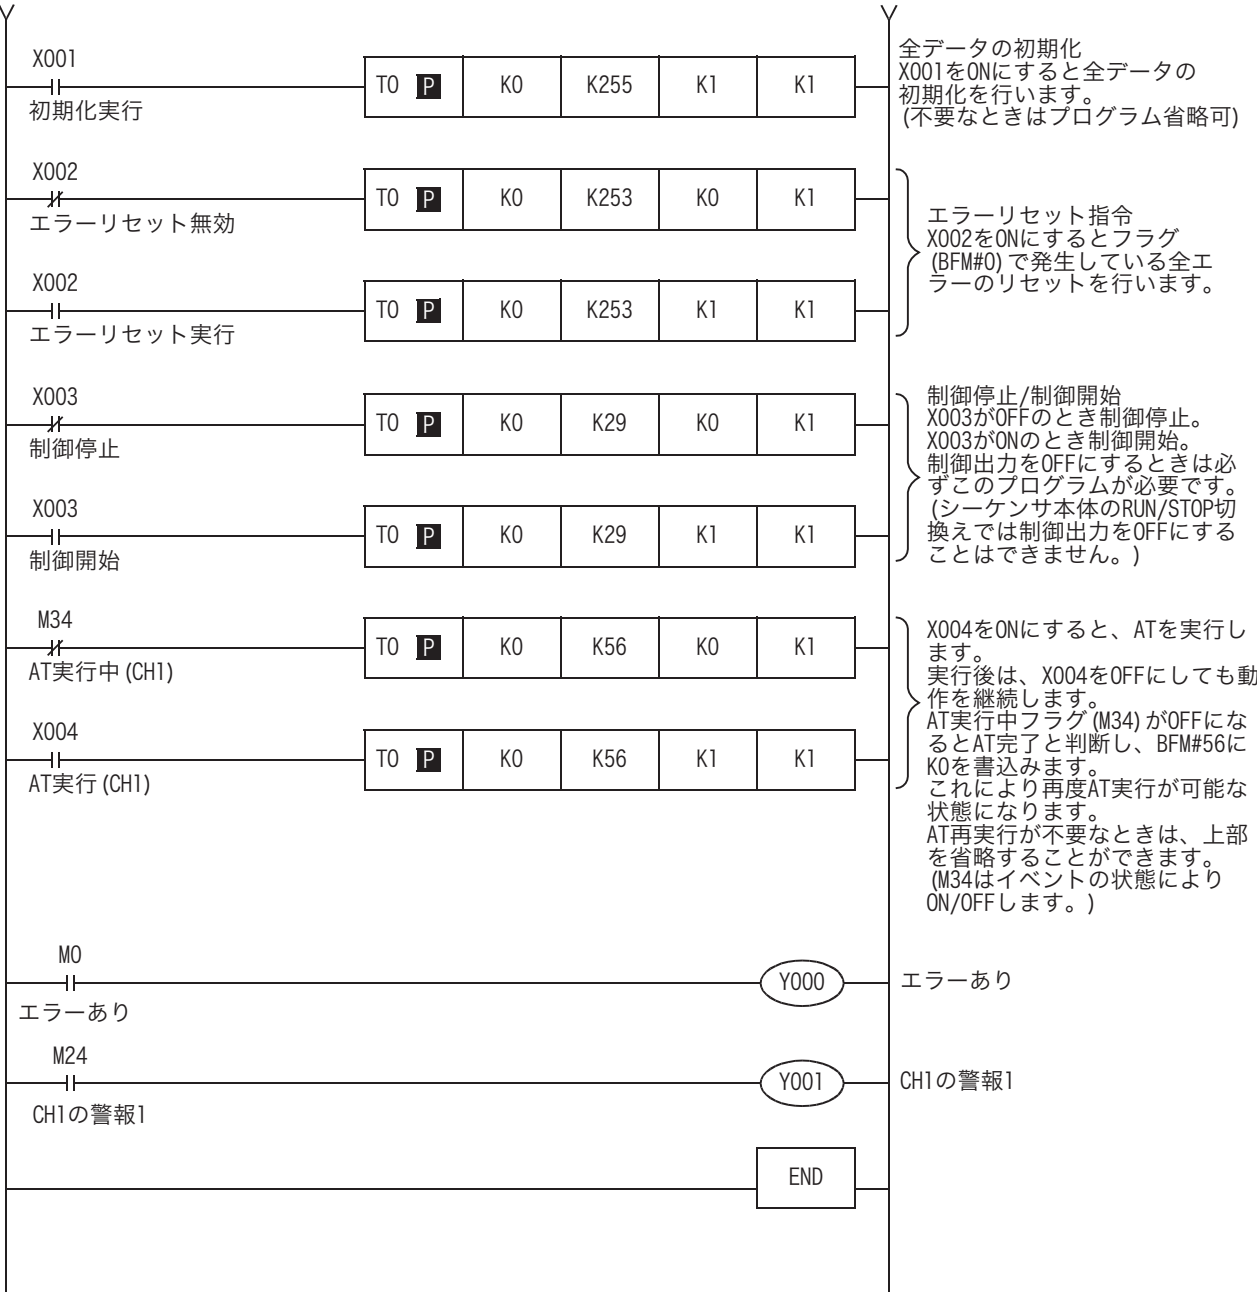 X001
初期化実行
TO P K0 K255 K1 K1
全データの初期化
X001をONにすると全データの
初期化を行います。
(不要なときはプログラム省略可)
X002
エラーリセット無効
TO P K0 K253 K0 K1
X002
エラーリセット実行
TO P K0 K253 K1 K1
エラーリセット指令
X002をONにするとフラグ
(BFM#0)で発生している全エ
ラーのリセットを行います。
X003
制御停止
TO P K0 K29 K0 K1
X003
制御開始
TO P K0 K29 K1 K1
制御停止/制御開始
X003がOFFのとき制御停止。
X003がONのとき制御開始。
制御出力をOFFにするときは必
ずこのプログラムが必要です。
(シーケンサ本体のRUN/STOP切
換えでは制御出力をOFFにする
ことはできません。)
M34
AT実行中(CH1)
TO P K0 K56 K0 K1
X004
AT実行(CH1)
TO P K0 K56 K1 K1
X004をONにすると、ATを実行し
ます。
実行後は、X004をOFFにしても動
作を継続します。
AT実行中フラグ(M34)がOFFにな
るとAT完了と判断し、BFM#56に
K0を書込みます。
これにより再度AT実行が可能な
状態になります。
AT再実行が不要なときは、上部
を省略することができます。
(M34はイベントの状態により
ON/OFFします。)
M0
エラーあり
Y000
エラーあり
M24
CH1の警報1
Y001
CH1の警報1
END